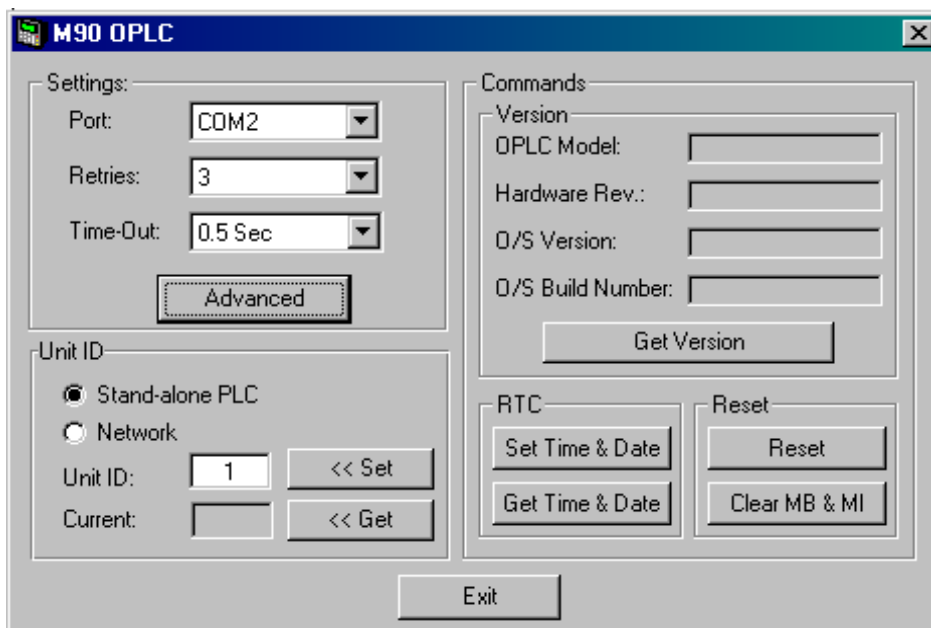 M90 OPLC
Settings:
Port:
COM2
Retries:
3
Time-Out:
0.5 Sec
Advanced
Unit ID
Stand-alone PLC
Network
Unit ID:
1
<< Set
Current:
<< Get
Commands
Version
OPLC Model:
Hardware Rev.:
O/S Version:
O/S Build Number:
Get Version
RTC
Set Time & Date
Get Time & Date
Reset
Reset
Clear MB & MI
Exit